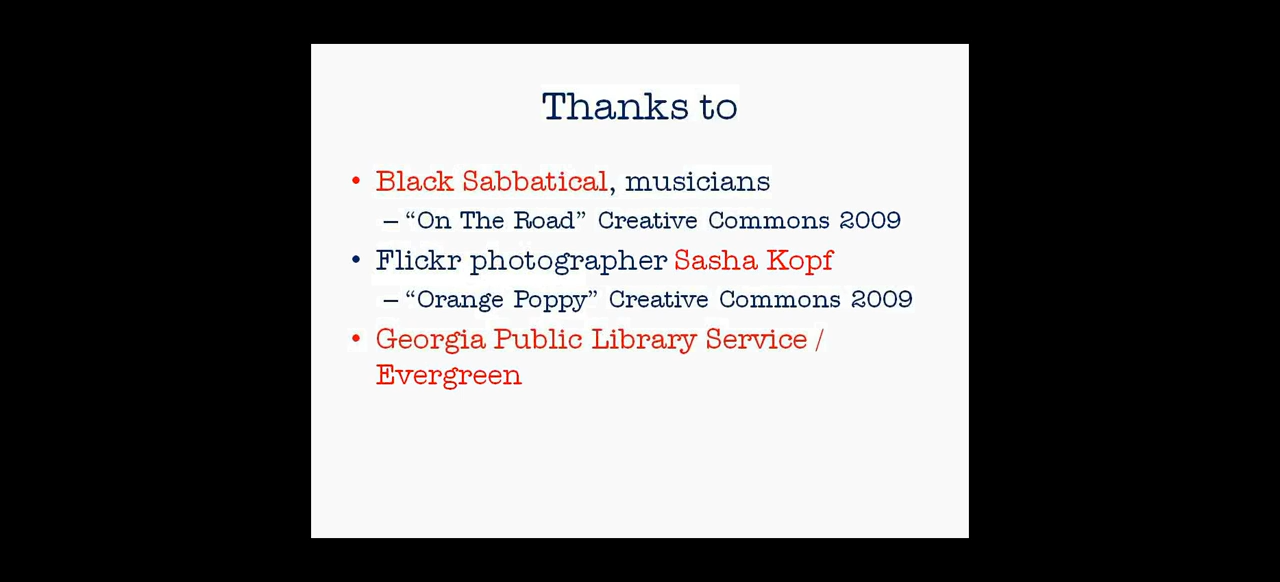 Thanks to
• Black Sabbatical, musicians
– “On The Road” Creative Commons 2009
• Flickr photographer Sasha Kopf
– “Orange Poppy” Creative Commons 2009
• Georgia Public Library Service /
Evergreen